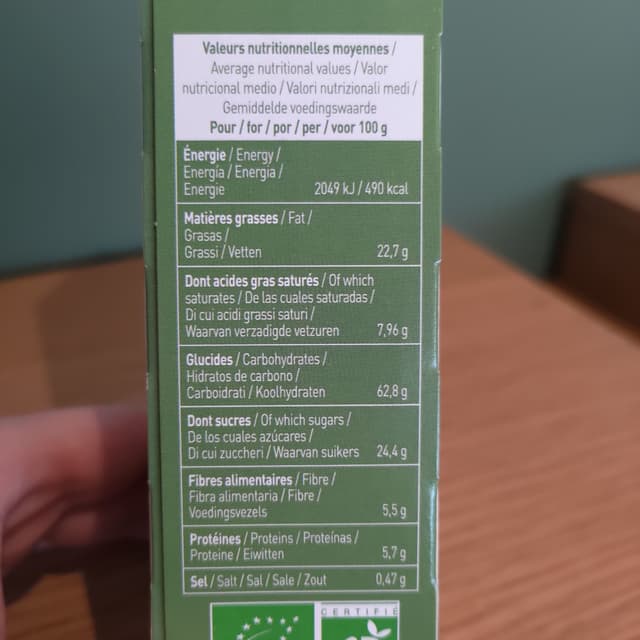 Valeurs nutritionnelles moyennes /
Average nutritional values / Valor
nutricional medio / Valori nutrizionali medi /
Gemiddelde voedingswaarde
Pour / for / por / per / voor 100 g
Énergie / Energy /
Energía / Energia /
Energie 2049 kJ / 490 kcal
Matières grasses / Fat /
Grasas /
Grassi / Vetten 22,7 g
Dont acides gras saturés / Of which
saturates / De las cuales saturadas /
Di cui acidi grassi saturi /
Waarvan verzadigde vetzuren 7,96 g
Glucides / Carbohydrates /
Hidratos de carbono /
Carboidrati / Koolhydraten 62,8 g
Dont sucres / Of which sugars /
De los cuales azúcares /
Di cui zuccheri / Waarvan suikers 24,4 g
Fibres alimentaires / Fibre /
Fibra alimentaria / Fibre /
Voedingsvezels 5,5 g
Protéines / Proteins / Proteínas /
Proteine / Eiwitten 5,7 g
Sel / Salt / Sal / Sale / Zout 0,47 g
CERTIFIÉ